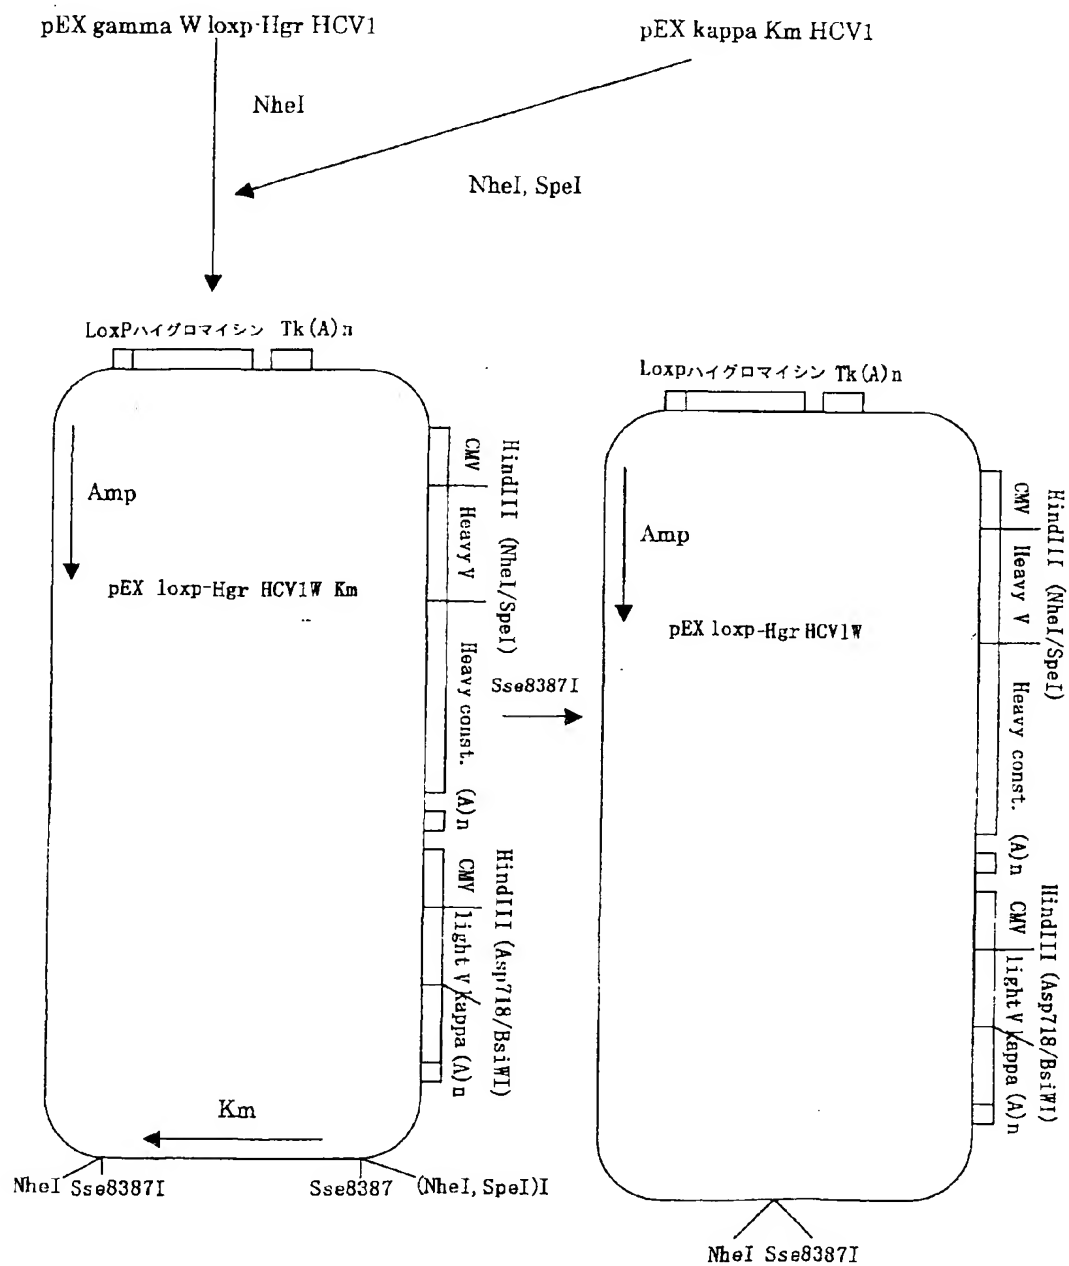 pEX gamma W loxp-Hgr HCV1
pEX kappa Km HCV1
NheI
NheI, SpeI
LoxPハイグロマイシン Tk(A)n
Amp
pEX loxp-Hgr HCV1W Km
CMV
Heavy V
Heavy const.
(A)n
HindIII (NheI/SpeI)
CMV
light V
kappa
(A)n
HindIII (Asp718/BsiWI)
Km
NheI Sse8387I
Sse8387 (NheI, SpeI)I
Sse8387I
Loxpハイグロマイシン Tk(A)n
Amp
pEX loxp-Hgr HCV1W
CMV
Heavy V
Heavy const.
(A)n
HindIII (NheI/SpeI)
CMV
light V
kappa
(A)n
HindIII (Asp718/BsiWI)
NheI Sse8387I